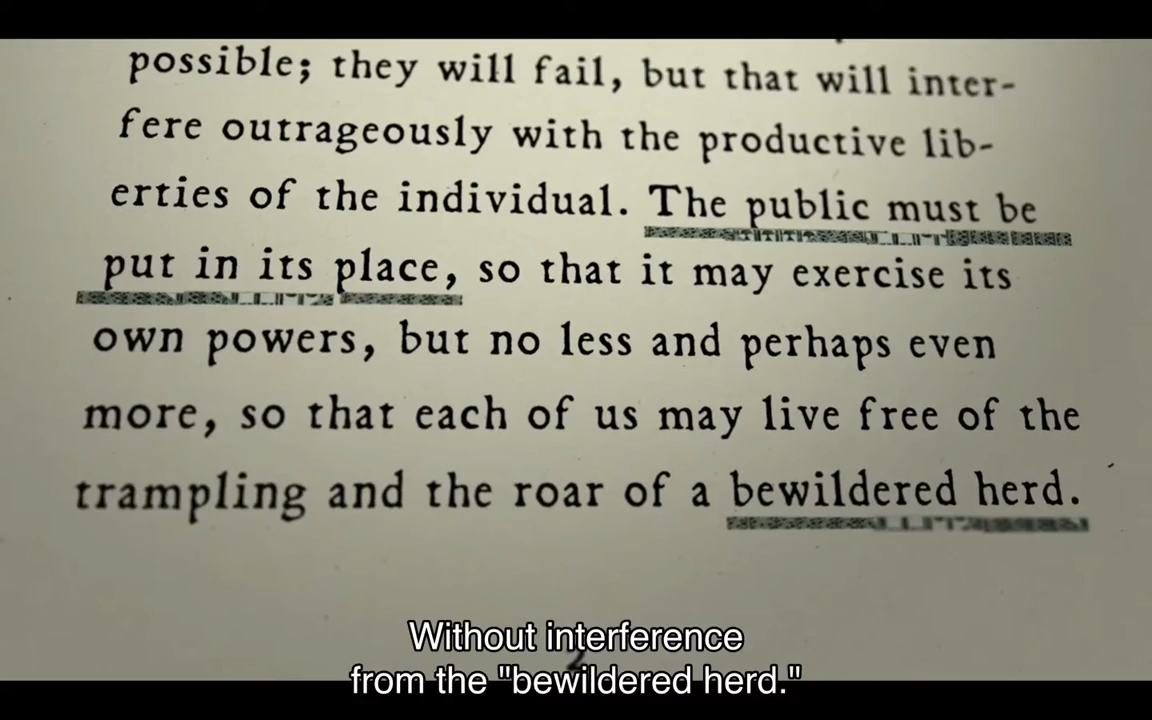 possible; they will fail, but that will inter-
fere outrageously with the productive lib-
erties of the individual. The public must be
put in its place, so that it may exercise its
own powers, but no less and perhaps even
more, so that each of us may live free of the
trampling and the roar of a bewildered herd.
Without interference
from the "bewildered herd."